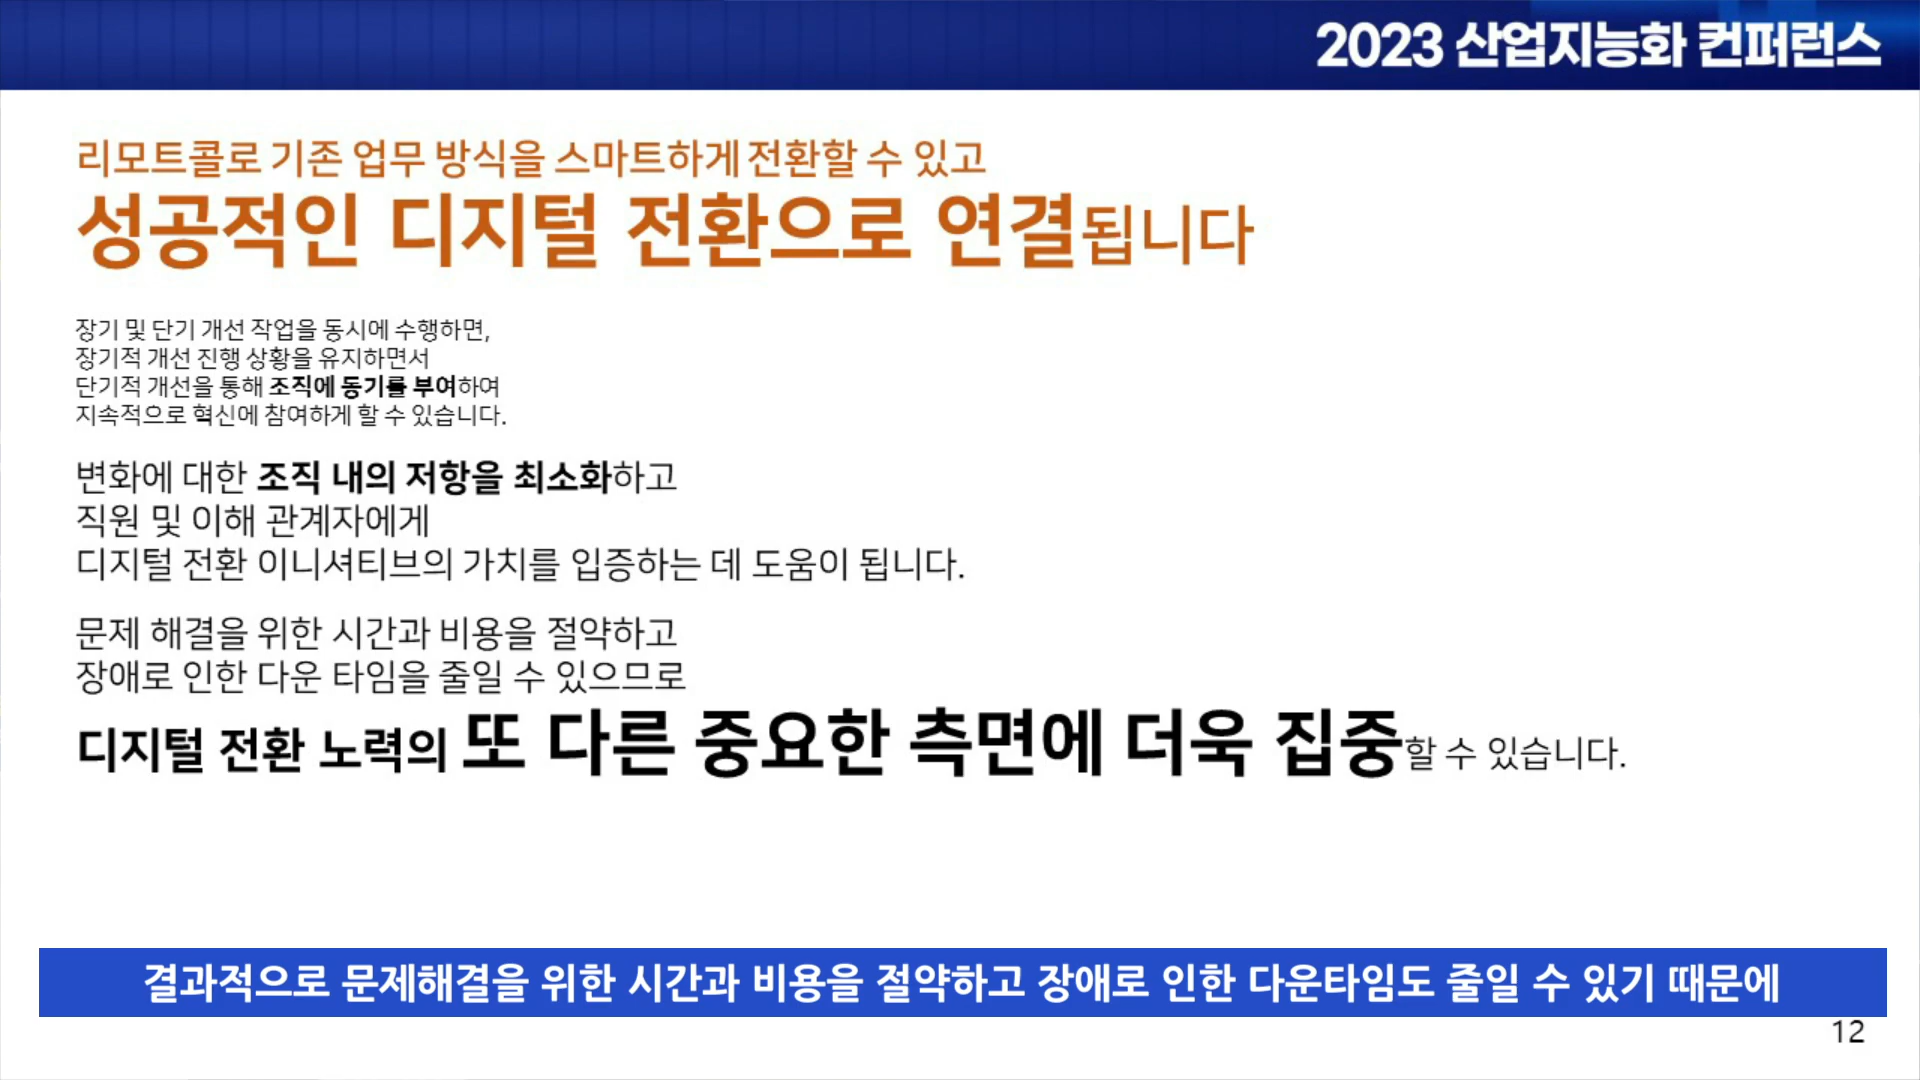 2023 산업지능화 컨퍼런스
리모트콜로 기존 업무 방식을 스마트하게 전환할 수 있고
성공적인 디지털 전환으로 연결됩니다
장기 및 단기 개선 작업을 동시에 수행하면,
장기적 개선 진행 상황을 유지하면서
단기적 개선을 통해 조직에 동기를 부여하여
지속적으로 혁신에 참여하게 할 수 있습니다.
변화에 대한 조직 내의 저항을 최소화하고
직원 및 이해 관계자에게
디지털 전환 이니셔티브의 가치를 입증하는 데 도움이 됩니다.
문제 해결을 위한 시간과 비용을 절약하고
장애로 인한 다운 타임을 줄일 수 있으므로
디지털 전환 노력의 또 다른 중요한 측면에 더욱 집중할 수 있습니다.
결과적으로 문제해결을 위한 시간과 비용을 절약하고 장애로 인한 다운타임도 줄일 수 있기 때문에
12